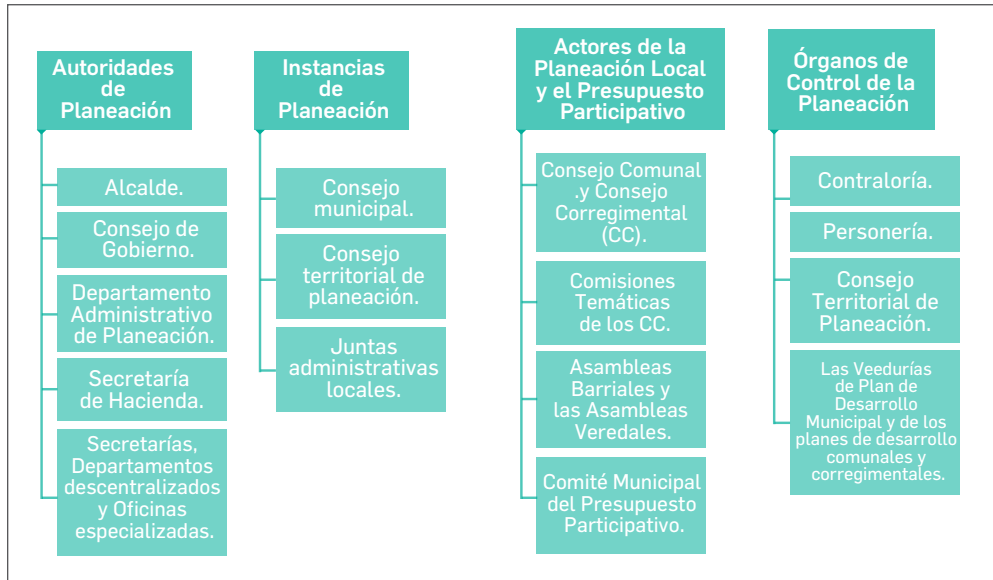 Autoridades
de
Planeación
Alcalde.
Consejo de
Gobierno.
Departamento
Administrativo
de Planeación.
Secretaría
de Hacienda.
Secretarías,
Departamentos
descentralizados
y Oficinas
especializadas.
Instancias
de
Planeación
Consejo
municipal.
Consejo
territorial de
planeación.
Juntas
administrativas
locales.
Actores de la
Planeación Local
y el Presupuesto
Participativo
Consejo Comunal
.y Consejo
Corregimental
(CC).
Comisiones
Temáticas
de los CC.
Asambleas
Barriales y
las Asambleas
Veredales.
Comité Municipal
del Presupuesto
Participativo.
Órganos de
Control de la
Planeación
Contraloría.
Personería.
Consejo
Territorial de
Planeación.
Las Veedurías
de Plan de
Desarrollo
Municipal y de los
planes de desarrollo
comunales y
corregimentales.